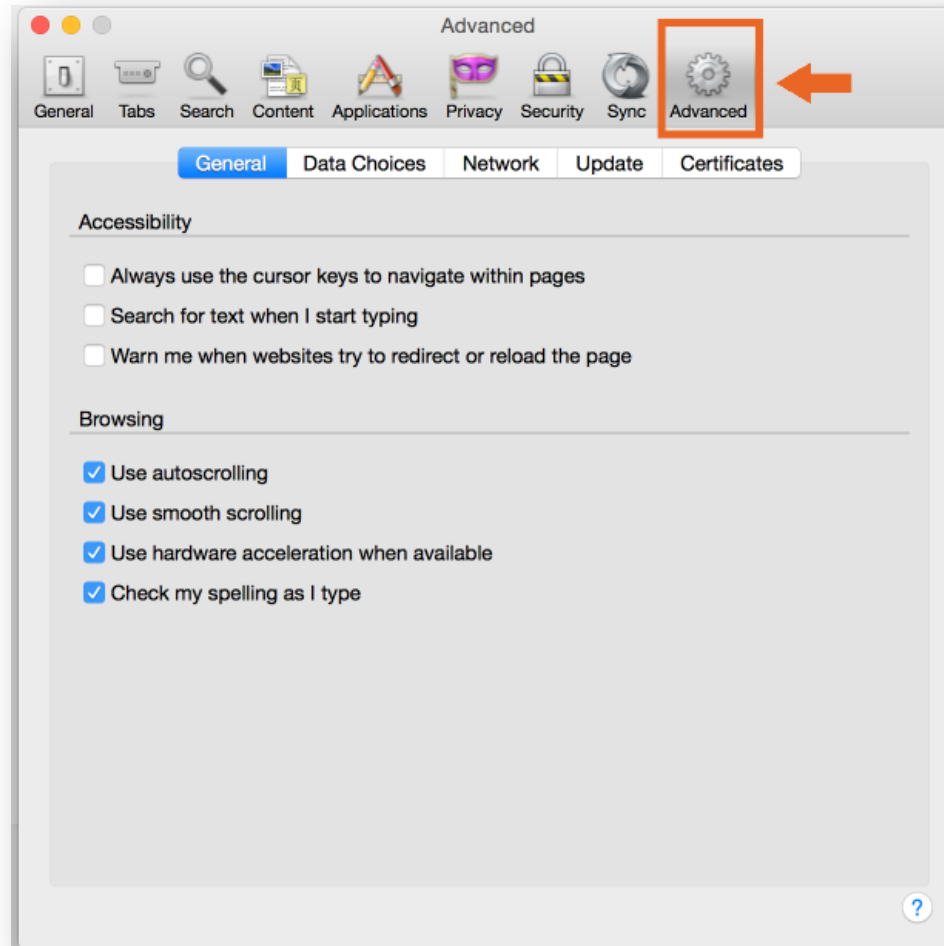 Advanced
General Tabs Search Content Applications Privacy Security Sync Advanced
General Data Choices Network Update Certificates
Accessibility
Always use the cursor keys to navigate within pages
Search for text when I start typing
Warn me when websites try to redirect or reload the page
Browsing
Use autoscrolling
Use smooth scrolling
Use hardware acceleration when available
Check my spelling as I type
?